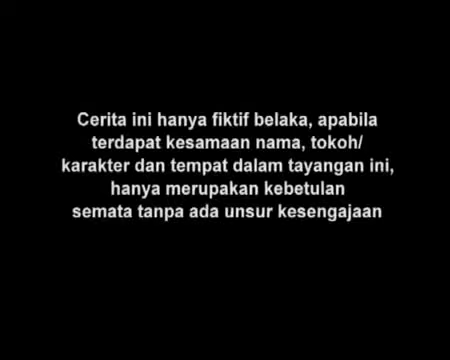 Cerita ini hanya fiktif belaka, apabila
terdapat kesamaan nama, tokoh/
karakter dan tempat dalam tayangan ini,
hanya merupakan kebetulan
semata tanpa ada unsur kesengajaan